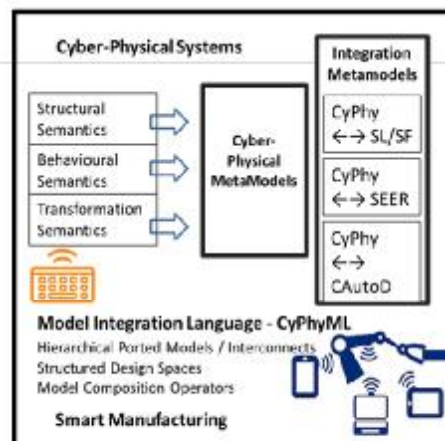 Cyber-Physical Systems
Integration
Metamodels
Structural
Semantics
Behavioural
Semantics
Transformation
Semantics
Cyber-
Physical
MetaModels
CyPhy
←→ SL/SF
CyPhy
←→ SEER
CyPhy
←→
CAutoD
Model Integration Language - CyPhyML
Hierarchical Ported Models / Interconnects
Structured Design Spaces
Model Composition Operators
Smart Manufacturing